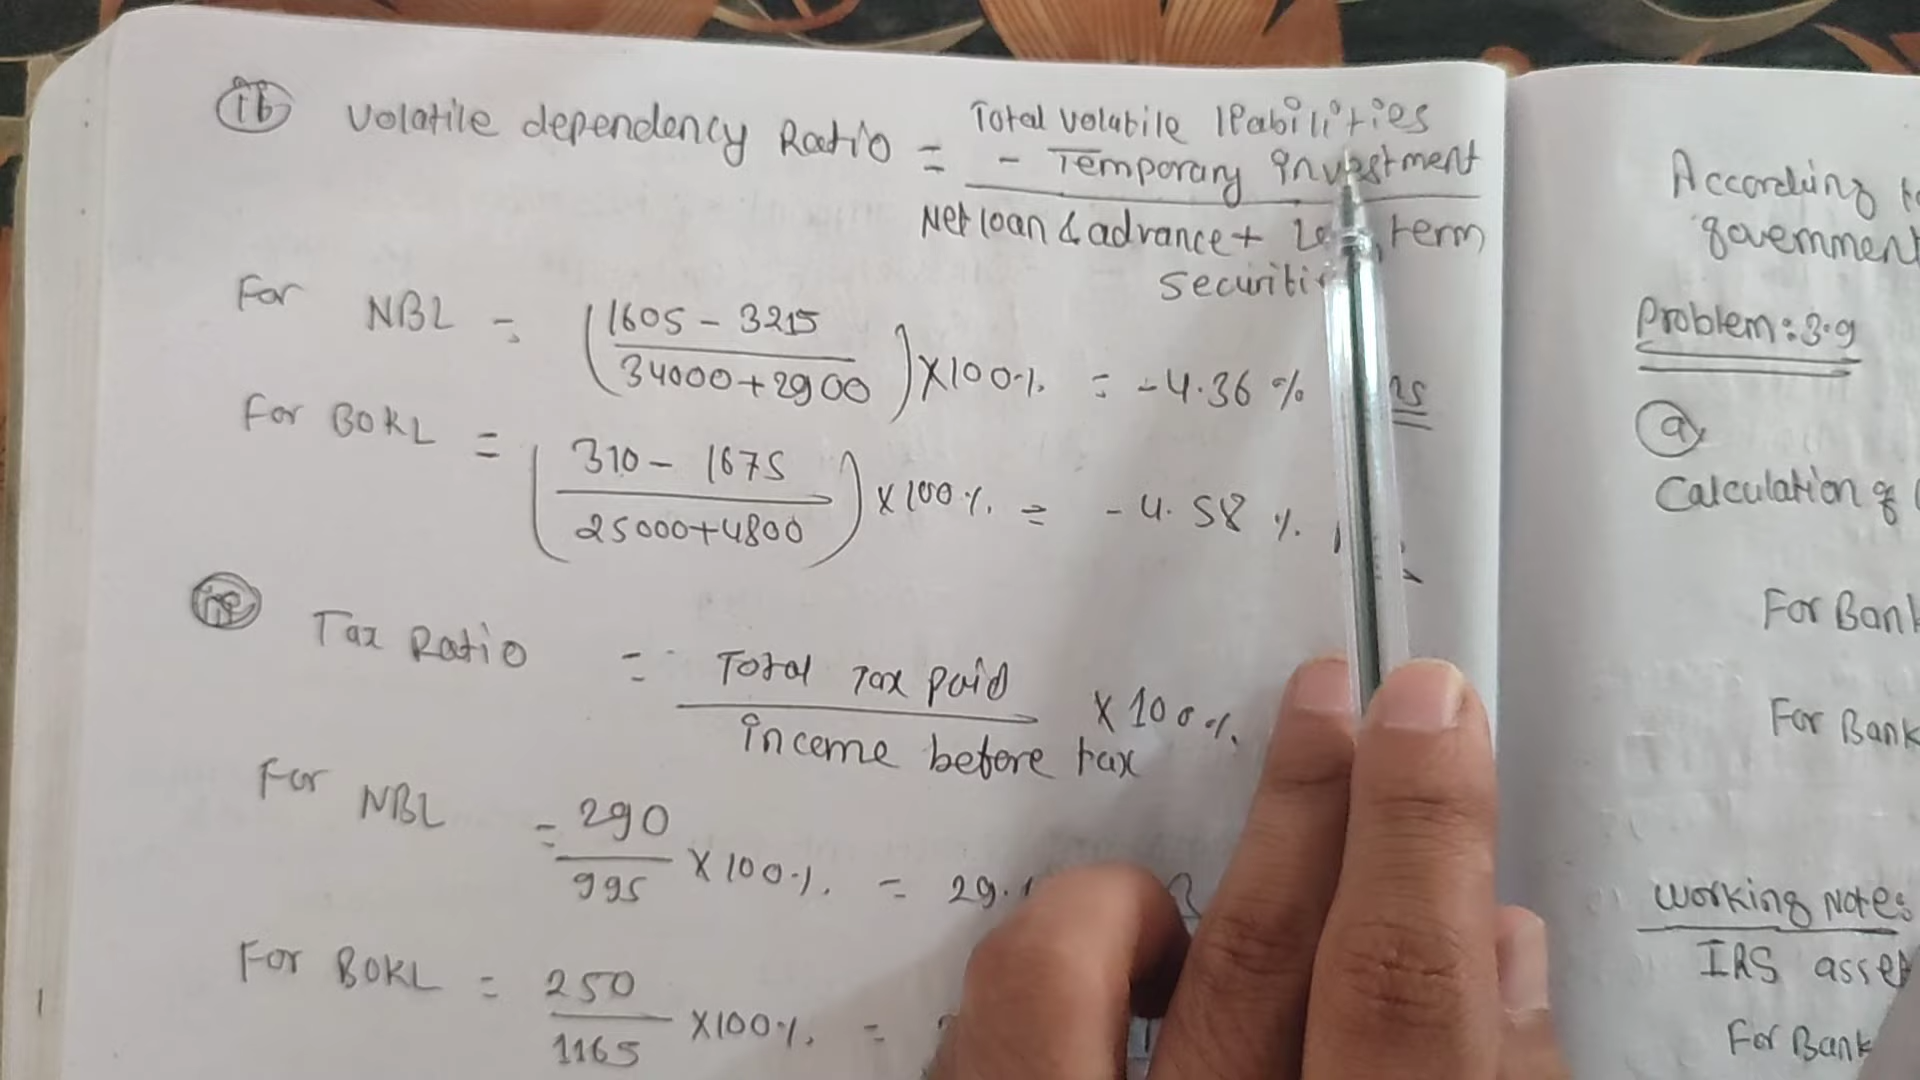 ib Volatile dependency Ratio = Total volatile liabilities
- Temporary investment
Net loan & advance + term
For NBL = (1605 - 3215 / 34000+2900) X100%. = -4.36 %
For BOKL = (310 - 1675 / 25000+4800) X 100%. = -4.58 %.
Tax Ratio = Total Tax paid / income before tax X 100%.
For NBL = 290 / 995 X 100%. = 29.
For BOKL = 250 / 1165 X100%. =
According
government
Problem: 3.9
a
Calculation of
For Bank
For Bank
Working Notes
IRS
For Bank